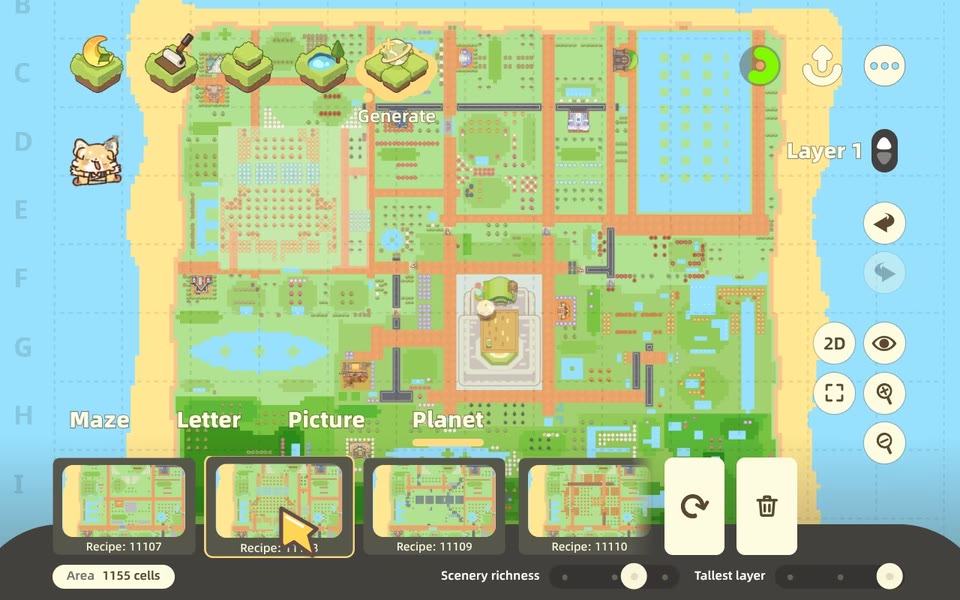 B
C
D
E
F
G
H
I
Generate
Layer 1
2D
Maze
Letter
Picture
Planet
Recipe: 11107
Recipe:
Recipe: 11109
Recipe: 11110
Area 1155 cells
Scenery richness
Tallest layer